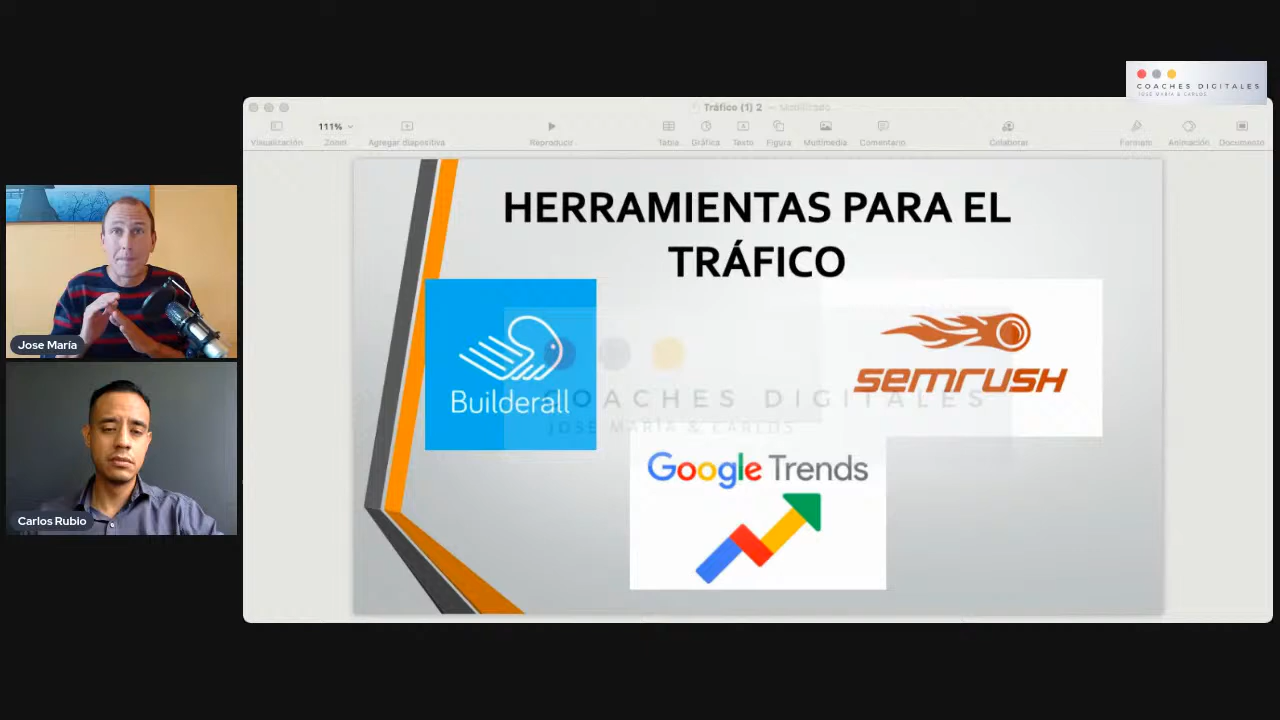 COACHES DIGITALES
JOSE MARÍA & CARLOS
Tráfico (1) 2
111%
Visualización
Zoom
Agregar diapositiva
Reproducir
Tabla
Gráfica
Texto
Figura
Multimedia
Comentario
Colaborar
Formato
Animación
Documento
HERRAMIENTAS PARA EL
TRÁFICO
Builderall
semrush
COACHES DIGITALES
JOSE MARÍA & CARLOS
Google Trends
Jose María
Carlos Rubio